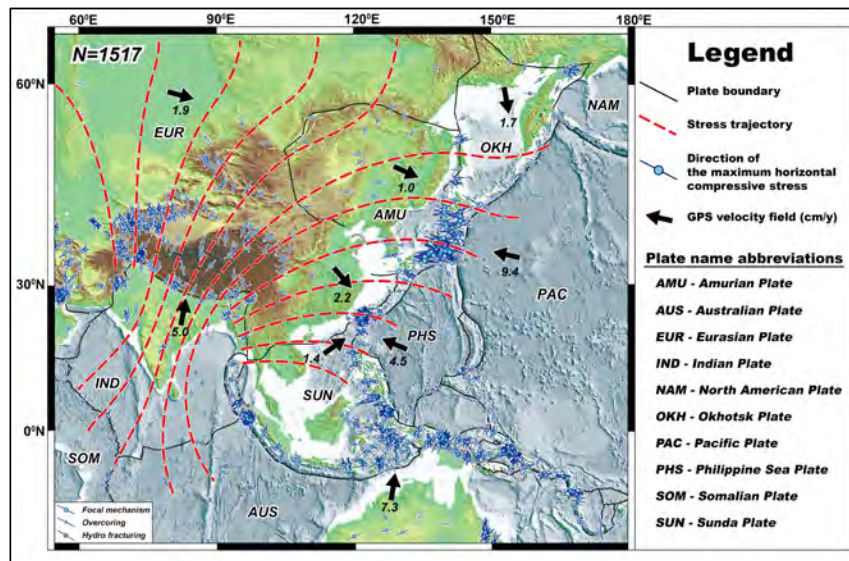 60°E 90°E 120°E 150°E 180°E
N=1517
60°N
30°N
0°N
1.9
EUR
1.7
OKH
NAM
1.0
AMU
9.4
PAC
2.2
5.0
PHS
1.4
4.5
IND
SUN
SOM
AUS
7.3
Focal mechanism
Overcoring
Hydro fracturing
Legend
Plate boundary
Stress trajectory
Direction of
the maximum horizontal
compressive stress
GPS velocity field (cm/y)
Plate name abbreviations
AMU - Amurian Plate
AUS - Australian Plate
EUR - Eurasian Plate
IND - Indian Plate
NAM - North American Plate
OKH - Okhotsk Plate
PAC - Pacific Plate
PHS - Philippine Sea Plate
SOM - Somalian Plate
SUN - Sunda Plate